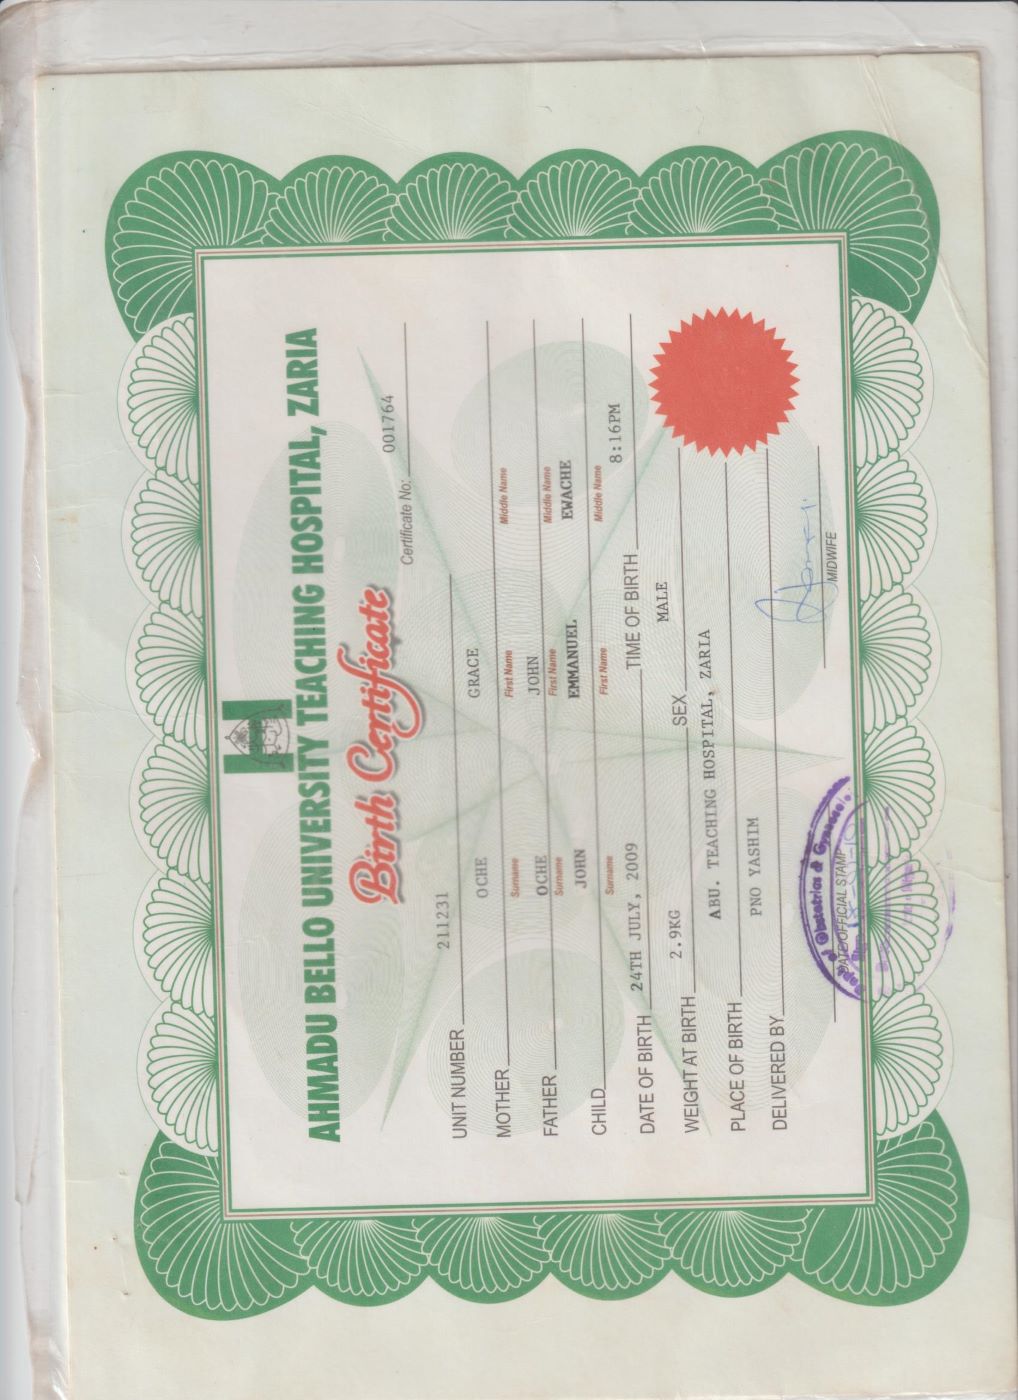 AHMADU BELLO UNIVERSITY TEACHING HOSPITAL, ZARIA
Birth Certificate
Certificate No: 001764
UNIT NUMBER 211231
MOTHER OCHE GRACE
Surname First Name Middle Name
FATHER OCHE JOHN
Surname First Name Middle Name
CHILD JOHN EMMANUEL EWACHE
Surname First Name Middle Name
DATE OF BIRTH 24TH JULY, 2009 TIME OF BIRTH 8:16PM
WEIGHT AT BIRTH 2.9KG SEX MALE
PLACE OF BIRTH ABU. TEACHING HOSPITAL, ZARIA
DELIVERED BY PNO YASHIM
DATE/OFFICIAL STAMP MIDWIFE
Obstetrics &